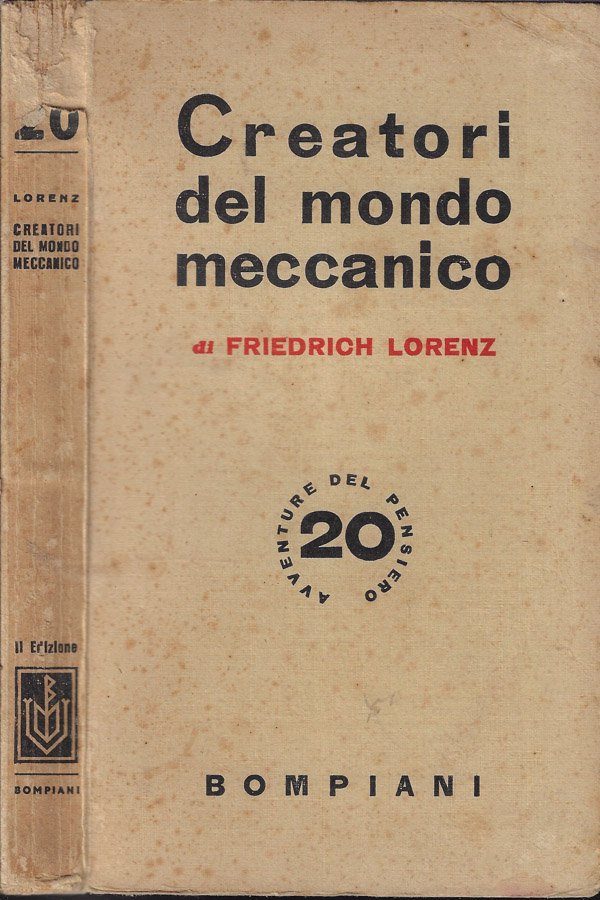 20
LORENZ
CREATORI
DEL MONDO
MECCANICO
II Edizione
BOMPIANI
Creatori
del mondo
meccanico
di FRIEDRICH LORENZ
AVVENTURE DEL PENSIERO
20
BOMPIANI